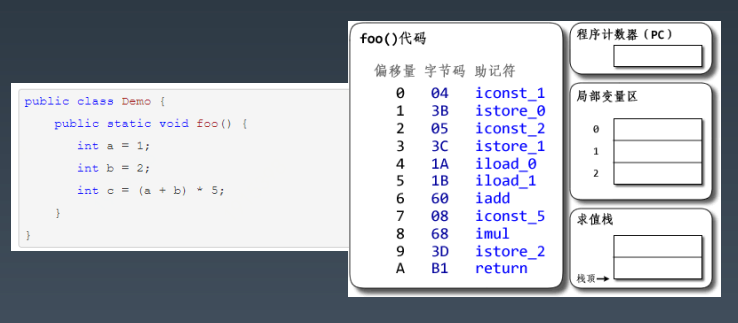 public class Demo {
public static void foo() {
int a = 1;
int b = 2;
int c = (a + b) * 5;
}
}
foo()代码
偏移量 字节码 助记符
0 04 iconst_1
1 3B istore_0
2 05 iconst_2
3 3C istore_1
4 1A iload_0
5 1B iload_1
6 60 iadd
7 08 iconst_5
8 68 imul
9 3D istore_2
A B1 return
程序计数器（PC）
局部变量区
0
1
2
求值栈
栈顶